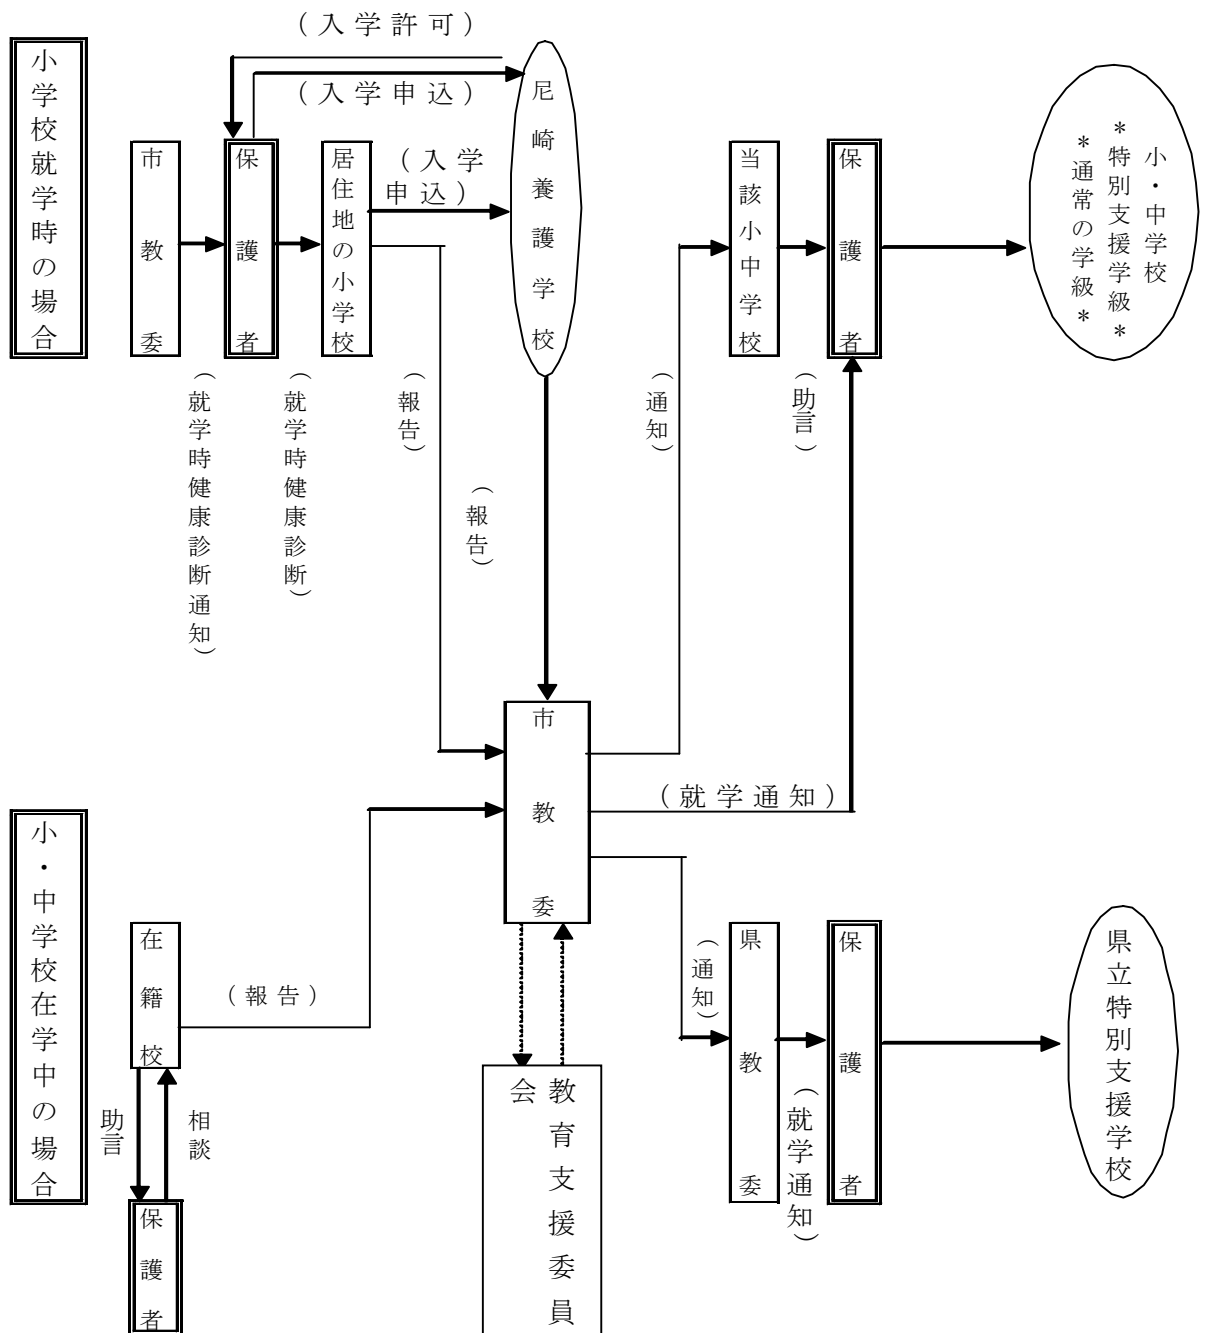 小学校就学時の場合
（入学許可）
（入学申込）
市教委
保護者
居住地の小学校
（入学
申込）
尼崎養護学校
当該小中学校
保護者
小・中学校
＊特別支援学級＊
＊通常の学級＊
（就学時健康診断通知）
（就学時健康診断）
（報告）
（報告）
（通知）
（助言）
市教委
（就学通知）
小・中学校在学中の場合
在籍校
（報告）
助言
相談
保護者
教育支援委員
会
（通知）
県教委
（就学通知）
保護者
県立特別支援学校